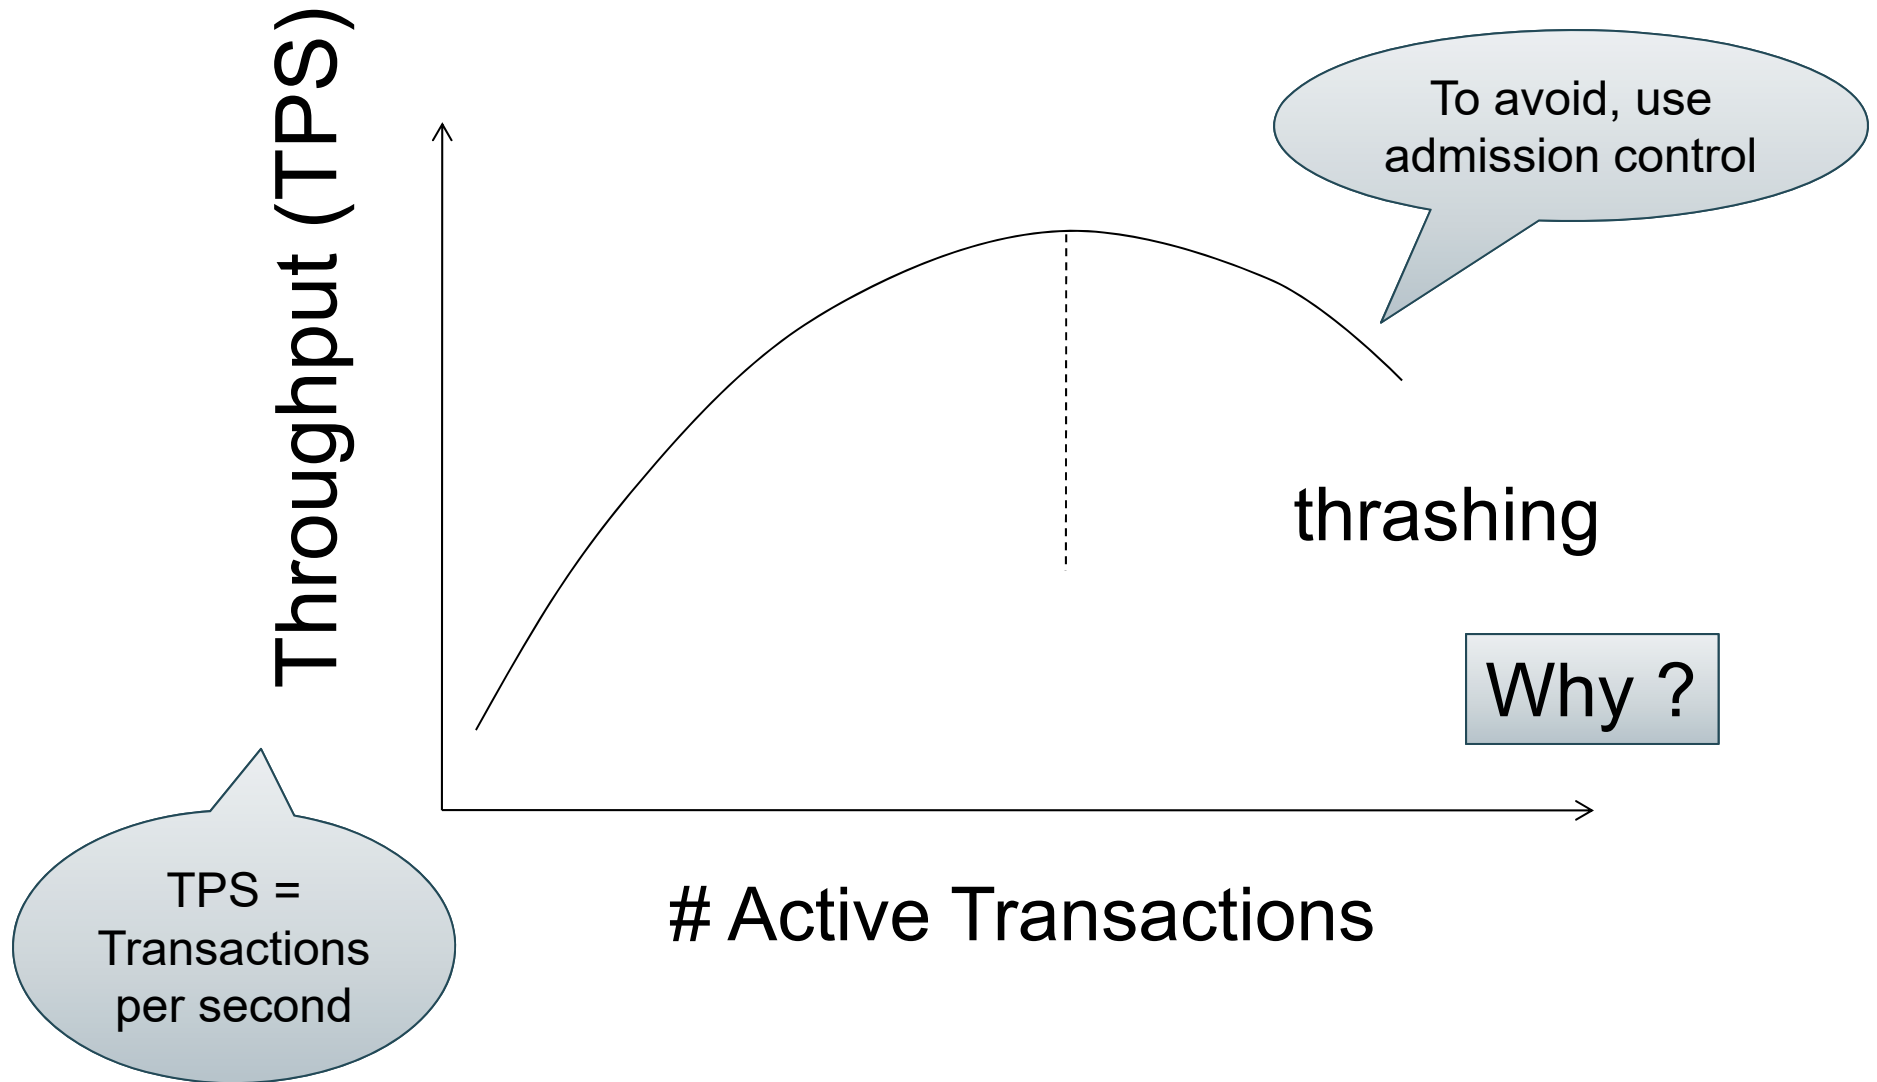 Throughput (TPS)
To avoid, use
admission control
thrashing
Why ?
TPS =
Transactions
per second
# Active Transactions